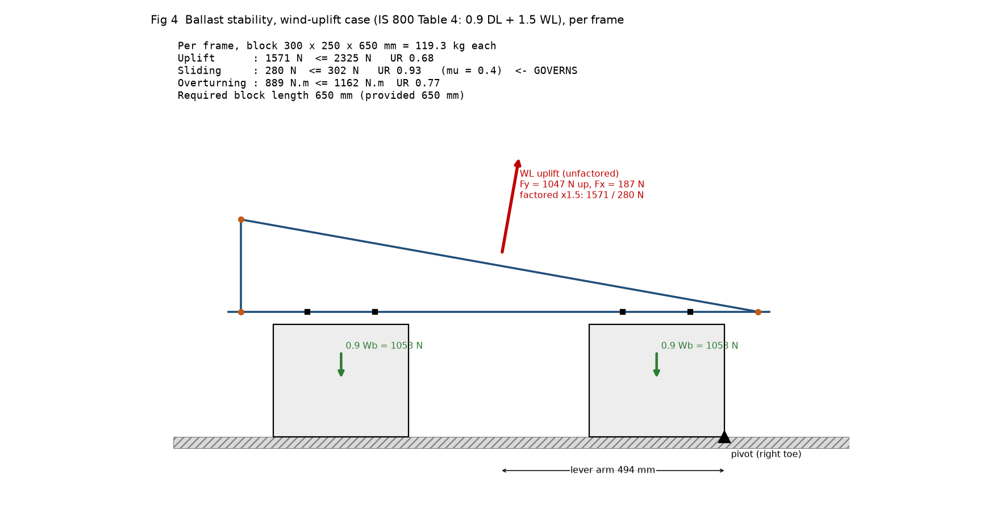 Fig 4  Ballast stability, wind-uplift case (IS 800 Table 4: 0.9 DL + 1.5 WL), per frame
Per frame, block 300 x 250 x 650 mm = 119.3 kg each
Uplift      : 1571 N  <= 2325 N   UR 0.68
Sliding     : 280 N  <= 302 N   UR 0.93   (mu = 0.4)  <- GOVERNS
Overturning : 889 N.m <= 1162 N.m  UR 0.77
Required block length 650 mm (provided 650 mm)
WL uplift (unfactored)
Fy = 1047 N up, Fx = 187 N
factored x1.5: 1571 / 280 N
0.9 Wb = 1053 N
0.9 Wb = 1053 N
pivot (right toe)
lever arm 494 mm